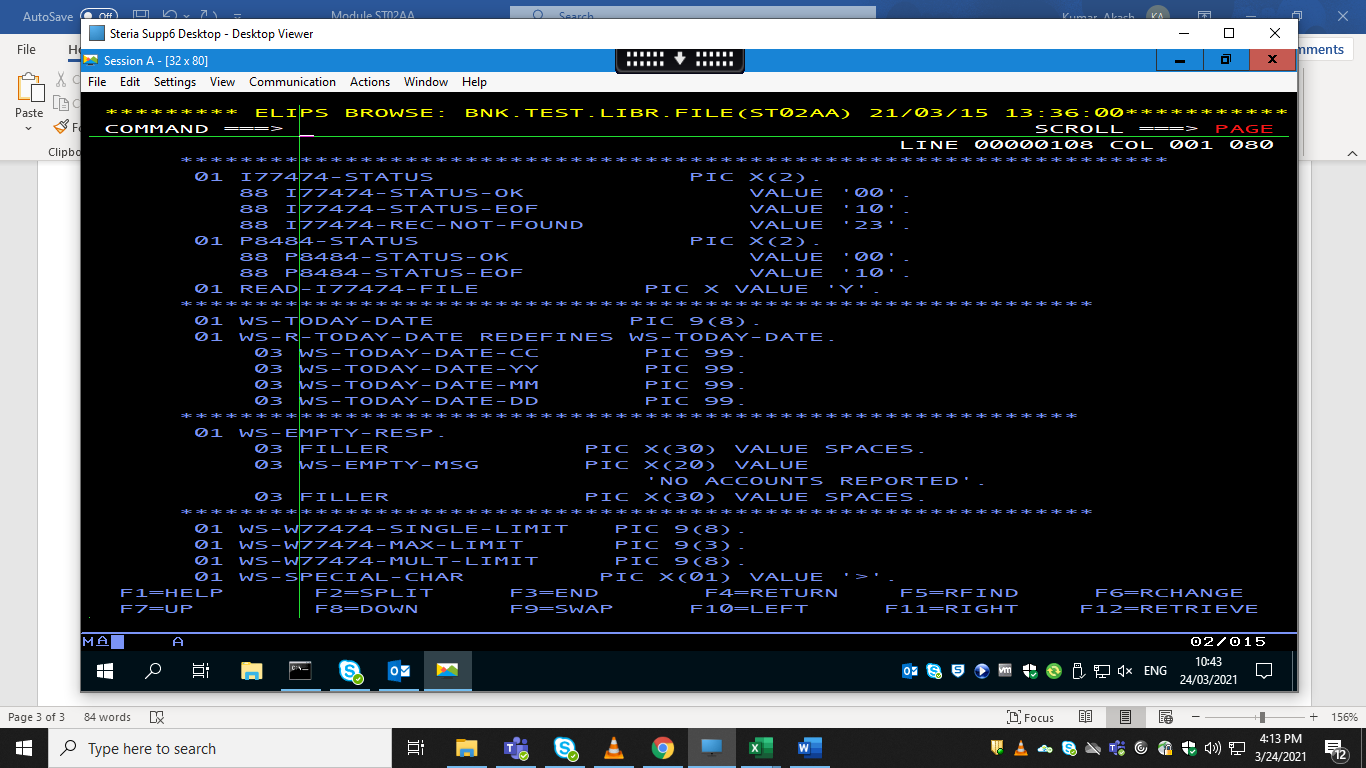 AutoSave Off Module ST02AA Search Kumar, Akash KA
File
Paste
Clipbo
Steria Supp6 Desktop - Desktop Viewer
Session A - [32 x 80]
File Edit Settings View Communication Actions Window Help
********* ELIPS BROWSE: BNK.TEST.LIBR.FILE(ST02AA) 21/03/15 13:36:00***********
COMMAND ===> SCROLL ===> PAGE
LINE 00000108 COL 001 080
******************************************************************
01 I77474-STATUS PIC X(2).
88 I77474-STATUS-OK VALUE '00'.
88 I77474-STATUS-EOF VALUE '10'.
88 I77474-REC-NOT-FOUND VALUE '23'.
01 P8484-STATUS PIC X(2).
88 P8484-STATUS-OK VALUE '00'.
88 P8484-STATUS-EOF VALUE '10'.
01 READ-I77474-FILE PIC X VALUE 'Y'.
*************************************************************
01 WS-TODAY-DATE PIC 9(8).
01 WS-R-TODAY-DATE REDEFINES WS-TODAY-DATE.
03 WS-TODAY-DATE-CC PIC 99.
03 WS-TODAY-DATE-YY PIC 99.
03 WS-TODAY-DATE-MM PIC 99.
03 WS-TODAY-DATE-DD PIC 99.
************************************************************
01 WS-EMPTY-RESP.
03 FILLER PIC X(30) VALUE SPACES.
03 WS-EMPTY-MSG PIC X(20) VALUE
'NO ACCOUNTS REPORTED'.
03 FILLER PIC X(30) VALUE SPACES.
*************************************************************
01 WS-W77474-SINGLE-LIMIT PIC 9(8).
01 WS-W77474-MAX-LIMIT PIC 9(3).
01 WS-W77474-MULT-LIMIT PIC 9(8).
01 WS-SPECIAL-CHAR PIC X(01) VALUE '>'.
F1=HELP F2=SPLIT F3=END F4=RETURN F5=RFIND F6=RCHANGE
F7=UP F8=DOWN F9=SWAP F10=LEFT F11=RIGHT F12=RETRIEVE
MA A 02/015
ENG 10:43
24/03/2021
Page 3 of 3 84 words Focus 156%
Type here to search 4:13 PM
3/24/2021 12